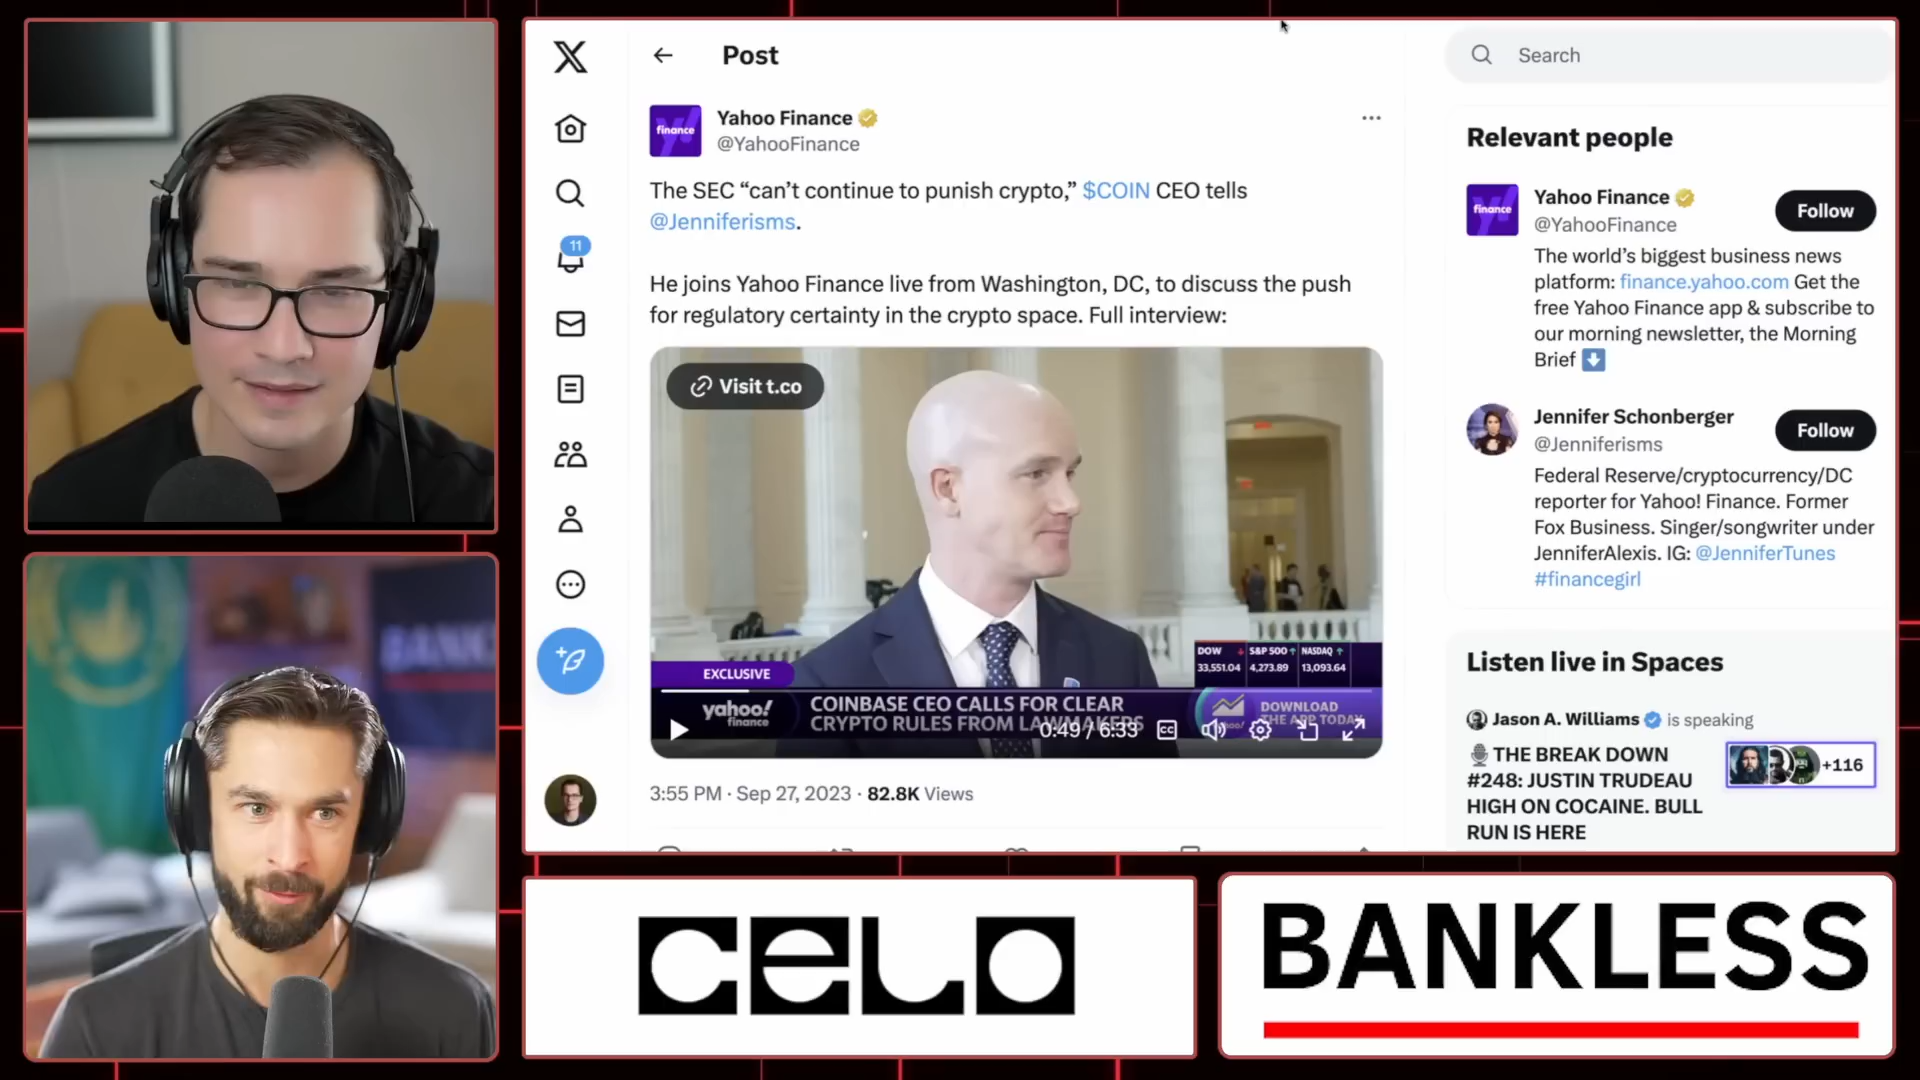 Post
Search
finance
Yahoo Finance
@YahooFinance
The SEC “can’t continue to punish crypto,” $COIN CEO tells
@Jenniferisms.
He joins Yahoo Finance live from Washington, DC, to discuss the push
for regulatory certainty in the crypto space. Full interview:
11
Visit t.co
EXCLUSIVE
yahoo!
finance
COINBASE CEO CALLS FOR CLEAR
CRYPTO RULES FROM LAWMAKERS
DOW S&P 500 NASDAQ
33,551.04 4,273.89 13,093.64
DOWNLOAD
THE APP TODAY
0:49 / 6:33
CC
3:55 PM · Sep 27, 2023 · 82.8K Views
Relevant people
finance
Yahoo Finance
@YahooFinance
Follow
The world’s biggest business news
platform: finance.yahoo.com Get the
free Yahoo Finance app & subscribe to
our morning newsletter, the Morning
Brief
Jennifer Schonberger
@Jenniferisms
Follow
Federal Reserve/cryptocurrency/DC
reporter for Yahoo! Finance. Former
Fox Business. Singer/songwriter under
JenniferAlexis. IG: @JenniferTunes
#financegirl
Listen live in Spaces
Jason A. Williams is speaking
THE BREAK DOWN
#248: JUSTIN TRUDEAU
HIGH ON COCAINE. BULL
RUN IS HERE
+116
BANKLE
CELO
BANKLESS